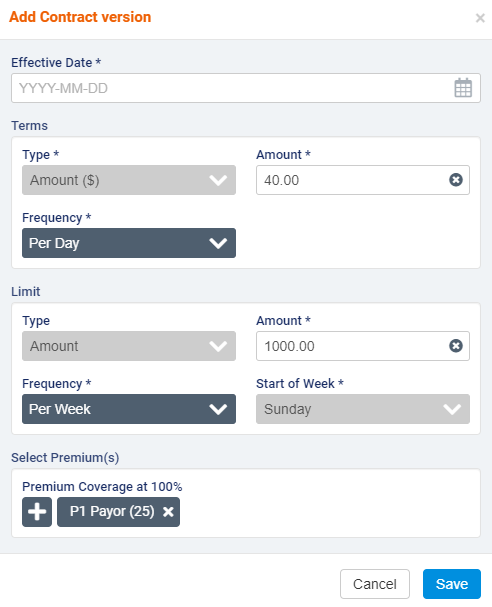 Add Contract version ×
Effective Date *
YYYY-MM-DD
Terms
Type * Amount *
Amount ($) 40.00
Frequency *
Per Day
Limit
Type Amount *
Amount 1000.00
Frequency * Start of Week *
Per Week Sunday
Select Premium(s)
Premium Coverage at 100%
P1 Payor (25) ×
Cancel Save